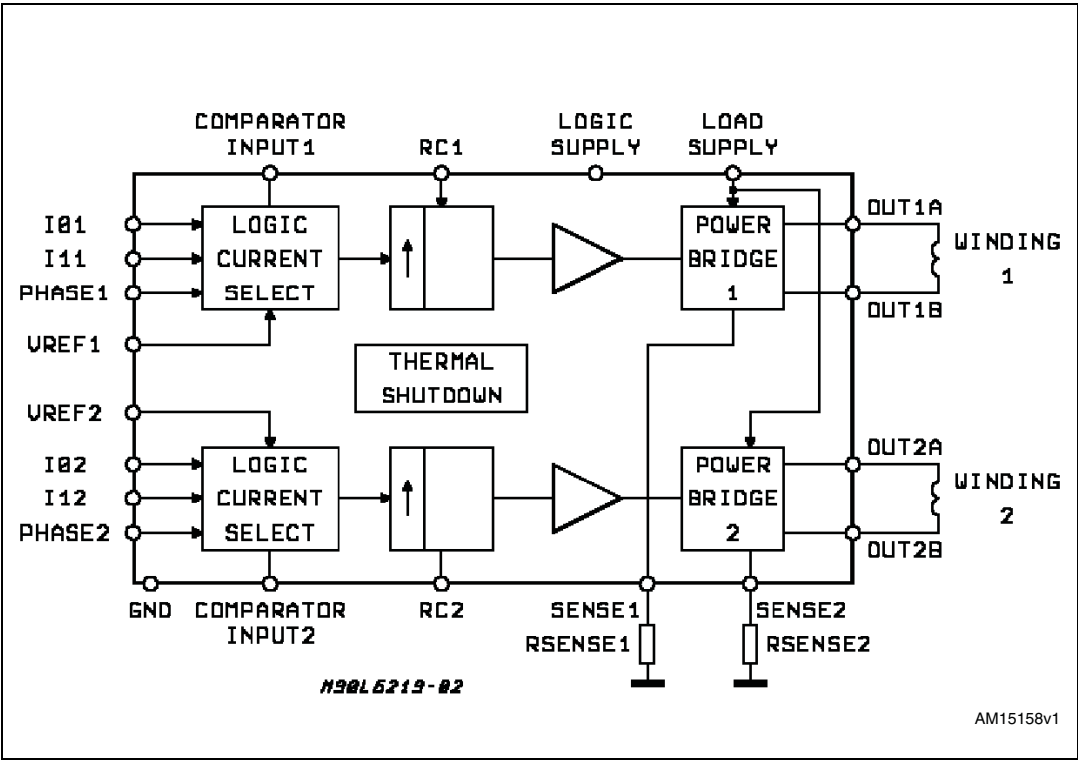 COMPARATOR
INPUT1
RC1
LOGIC
SUPPLY
LOAD
SUPPLY
I01
I11
PHASE1
VREF1
LOGIC
CURRENT
SELECT
POWER
BRIDGE
1
OUT1A
OUT1B
WINDING
1
THERMAL
SHUTDOWN
VREF2
I02
I12
PHASE2
LOGIC
CURRENT
SELECT
POWER
BRIDGE
2
OUT2A
OUT2B
WINDING
2
GND
COMPARATOR
INPUT2
RC2
SENSE1
RSENSE1
SENSE2
RSENSE2
M90L6219-02
AM15158v1